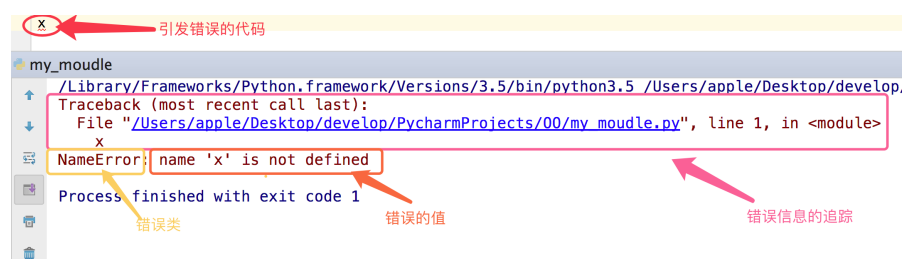 x
引发错误的代码
my_moudle
/Library/Frameworks/Python.framework/Versions/3.5/bin/python3.5 /Users/apple/Desktop/develop/
Traceback (most recent call last):
File "/Users/apple/Desktop/develop/PycharmProjects/OO/my_moudle.py", line 1, in <module>
x
NameError: name 'x' is not defined
Process finished with exit code 1
错误类
错误的值
错误信息的追踪